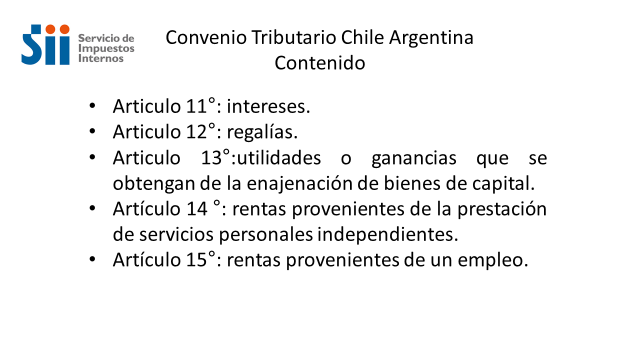 sii Servicio de
Impuestos
Internos
Convenio Tributario Chile Argentina
Contenido
• Articulo 11°: intereses.
• Articulo 12°: regalías.
• Articulo 13°:utilidades o ganancias que se
obtengan de la enajenación de bienes de capital.
• Artículo 14 °: rentas provenientes de la prestación
de servicios personales independientes.
• Artículo 15°: rentas provenientes de un empleo.